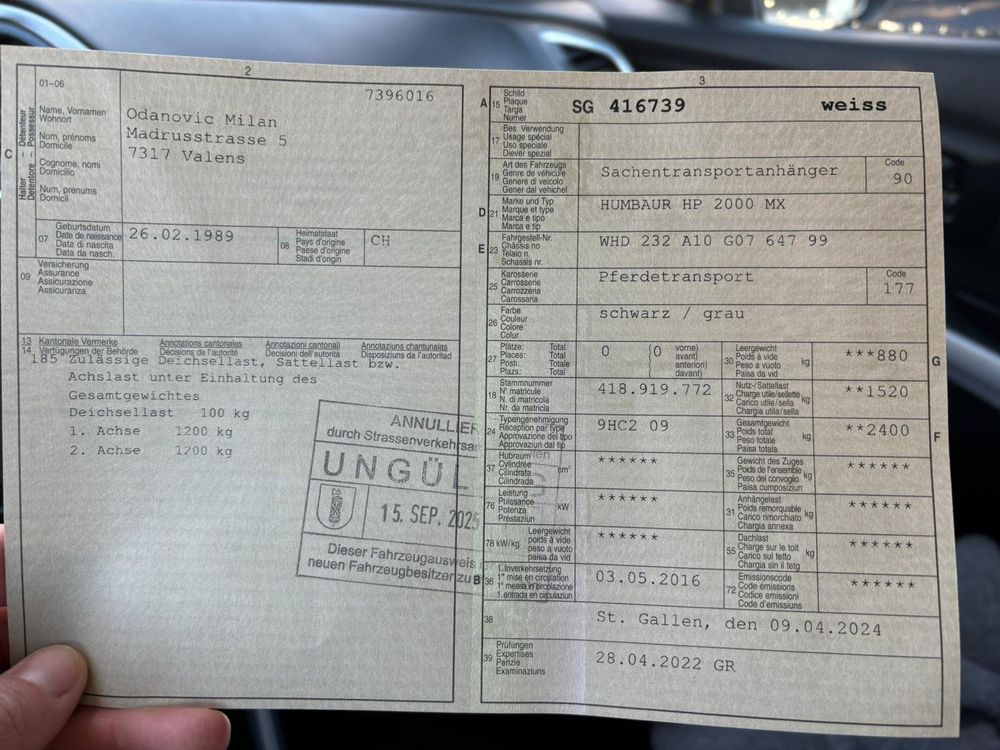 2
01-06
7396016
C
Halter – Détenteur
Detentore – Possessur
Name, Vornamen
Wohnort
Nom, prénoms
Domicile
Cognome, nomi
Domicilio
Num, prenums
Domicil
Odanovic Milan
Madrusstrasse 5
7317 Valens
07
Geburtsdatum
Date de naissance
Data di nascita
Data da nasch.
26.02.1989
08
Heimatstaat
Pays d'origine
Paese d'origine
Stadi d'origin
CH
09
Versicherung
Assurance
Assicurazione
Assicuranza
13
14
Kantonale Vermerke
Verfügungen der Behörde
Annotations cantonales
Décisions de l'autorité
Annotazioni cantonali
Decisioni dell'autorità
Annotaziuns chantunalas
Disposiziuns da l'autoritad
185 Zulässige Deichsellast, Sattellast bzw.
Achslast unter Einhaltung des
Gesamtgewichtes
Deichsellast 100 kg
1. Achse 1200 kg
2. Achse 1200 kg
ANNULLIER
durch Strassenverkehrsa
UNGÜL
15. SEP. 2025
Dieser Fahrzeugausweis
neuen Fahrzeugbesitzer zu
3
A
15
Schild
Plaque
Targa
Numer
SG 416739 weiss
17
Bes. Verwendung
Usage spécial
Uso speciale
Diever spezial
19
Art des Fahrzeugs
Genre de véhicule
Genere di veicolo
Gener dal vehichel
Sachentransportanhänger
Code
90
D
21
Marke und Typ
Marque et type
Marca e tipo
Marca e tip
HUMBAUR HP 2000 MX
E
23
Fahrgestell-Nr.
Châssis no
Telaio n.
Schassis nr.
WHD 232 A10 G07 647 99
25
Karosserie
Carrosserie
Carrozzeria
Carossaria
Pferdetransport
Code
177
26
Farbe
Couleur
Colore
Colur
schwarz / grau
27
Plätze: Total
Places: Total
Posti: Totale
Plazs: Total
0
(0
vorne)
avant)
anteriori)
davant)
30
Leergewicht
Poids à vide
Peso a vuoto
Paisa da vid
kg
***880
G
18
Stammnummer
N° matricule
N. di matricola
Nr. da matricla
418.919.772
32
Nutz-/Sattellast
Charge utile/sellette
Carico utile/sella
Chargia utila/sella
kg
**1520
24
Typengenehmigung
Réception par type
Approvazione del tipo
Approvaziun dal tip
9HC2 09
33
Gesamtgewicht
Poids total
Peso totale
Paisa totala
kg
**2400
F
37
Hubraum
Cylindrée
Cilindrata
Cilindrada
cm³
******
35
Gewicht des Zuges
Poids de l'ensemble
Peso del convoglio
Paisa cumposiziun
kg
******
76
Leistung
Puissance
Potenza
Prestaziun
kW
******
31
Anhängelast
Poids remorquable
Carico rimorchiato
Chargia annexa
kg
******
78 kW/kg
Leergewicht
poids à vide
peso a vuoto
paisa da vid
******
55
Dachlast
Charge sur le toit
Carico sul tetto
Chargia sin il tetg
kg
******
B
36
1. Inverkehrsetzung
1re mise en circulation
1a messa in circolazione
1. entrada en circulaziun
03.05.2016
72
Emissionscode
Code émissions
Codice emissioni
Code d'emissiuns
******
38
St. Gallen, den 09.04.2024
39
Prüfungen
Expertises
Perizie
Examinaziuns
28.04.2022 GR